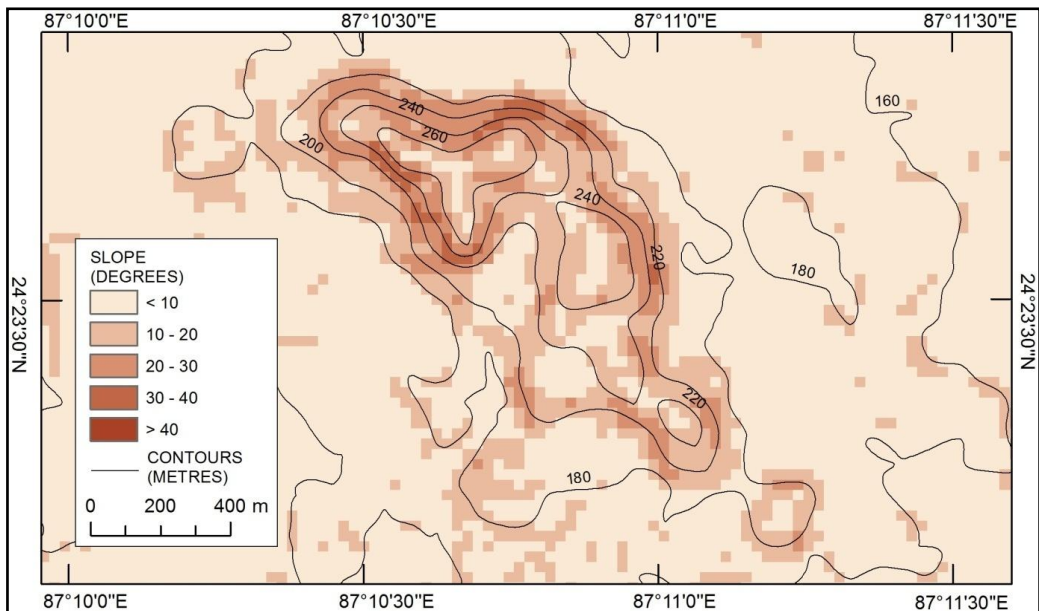 87°10'0"E 87°10'30"E 87°11'0"E 87°11'30"E
160
240
260
200
240
220
180
220
180
24°23'30"N
24°23'30"N
SLOPE
(DEGREES)
< 10
10 - 20
20 - 30
30 - 40
> 40
CONTOURS
(METRES)
0 200 400 m
87°10'0"E 87°10'30"E 87°11'0"E 87°11'30"E